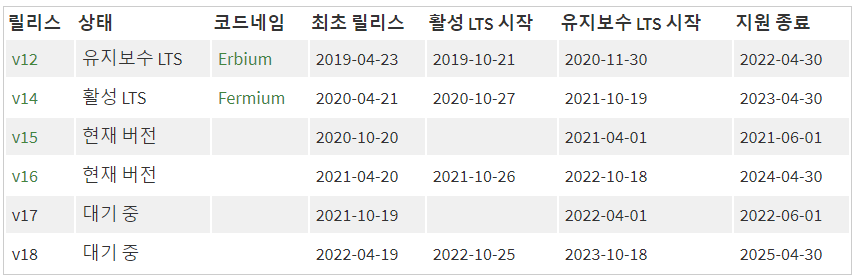 릴리스 상태 코드네임 최초 릴리스 활성 LTS 시작 유지보수 LTS 시작 지원 종료
v12 유지보수 LTS Erbium 2019-04-23 2019-10-21 2020-11-30 2022-04-30
v14 활성 LTS Fermium 2020-04-21 2020-10-27 2021-10-19 2023-04-30
v15 현재 버전 2020-10-20 2021-04-01 2021-06-01
v16 현재 버전 2021-04-20 2021-10-26 2022-10-18 2024-04-30
v17 대기 중 2021-10-19 2022-04-01 2022-06-01
v18 대기 중 2022-04-19 2022-10-25 2023-10-18 2025-04-30